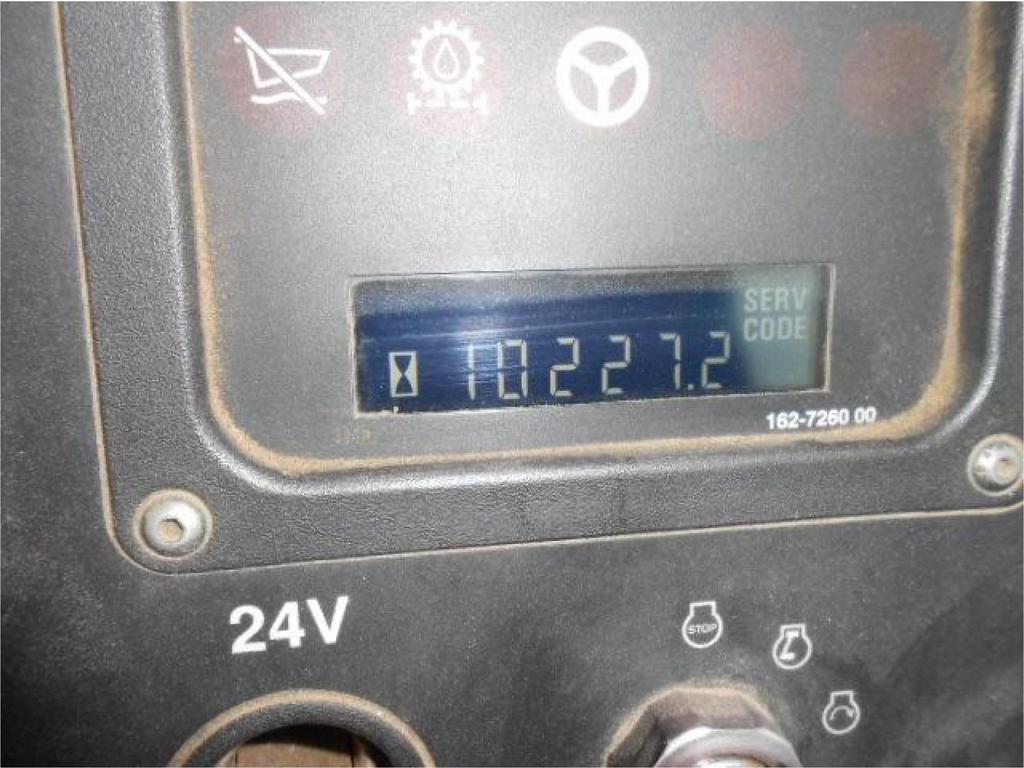 SERV
CODE
10227.2
162-7260 00
24V
STOP